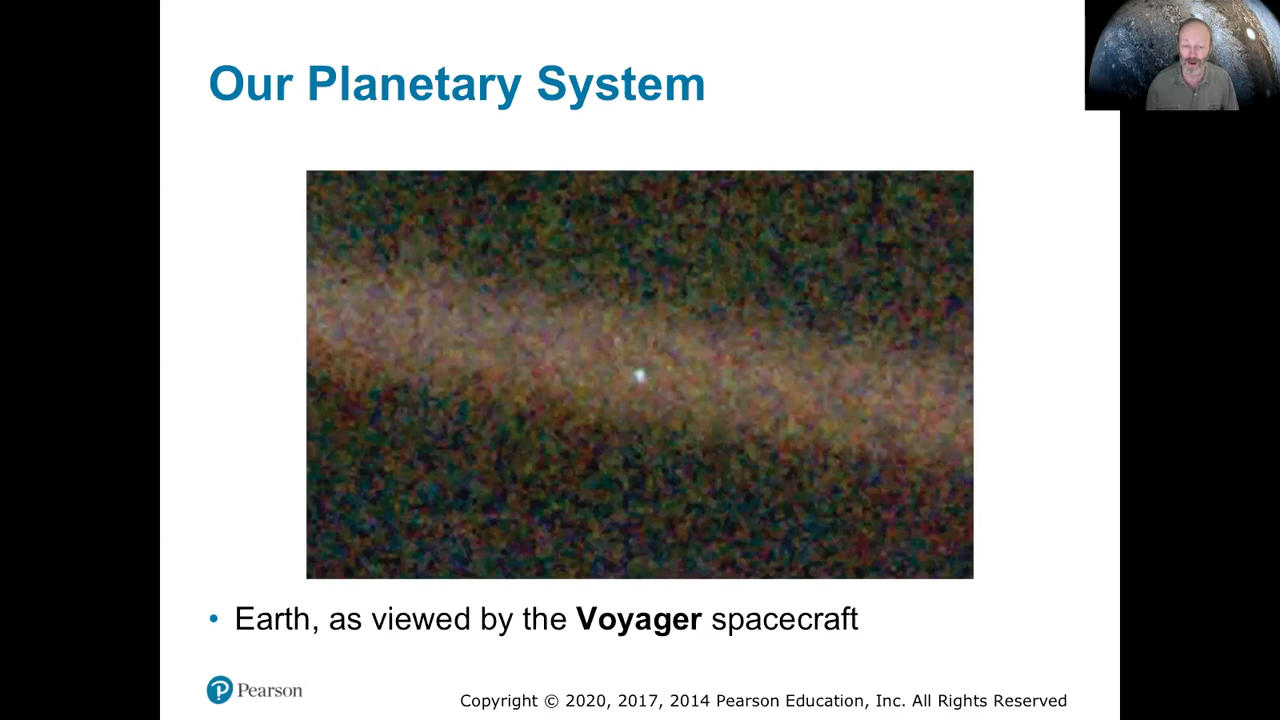 Our Planetary System
• Earth, as viewed by the Voyager spacecraft
P Pearson
Copyright © 2020, 2017, 2014 Pearson Education, Inc. All Rights Reserved